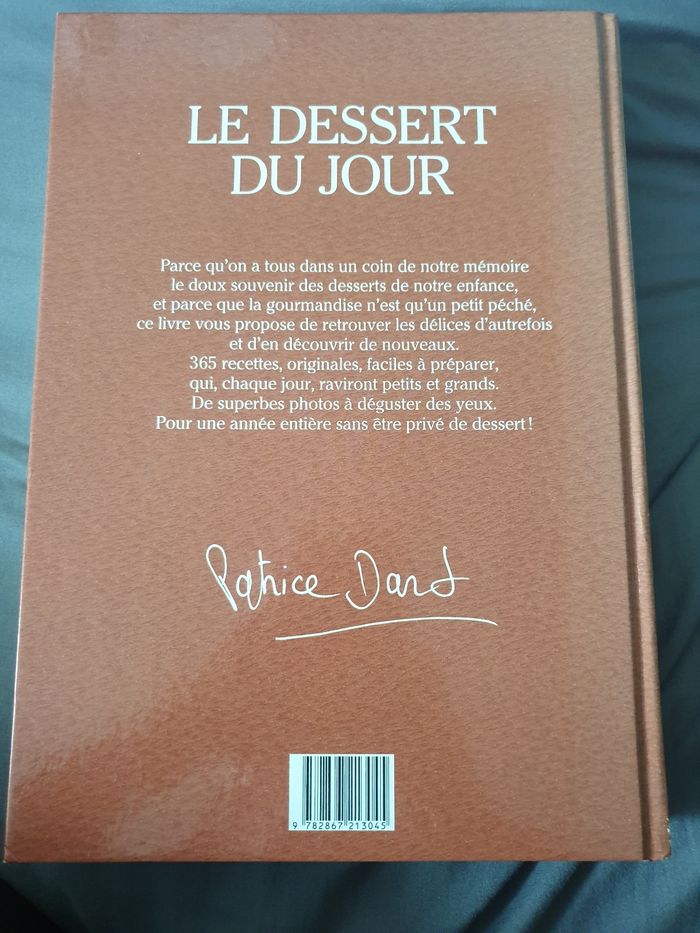 LE DESSERT
DU JOUR
Parce qu'on a tous dans un coin de notre mémoire
le doux souvenir des desserts de notre enfance,
et parce que la gourmandise n'est qu'un petit péché,
ce livre vous propose de retrouver les délices d'autrefois
et d'en découvrir de nouveaux.
365 recettes, originales, faciles à préparer,
qui, chaque jour, raviront petits et grands.
De superbes photos à déguster des yeux.
Pour une année entière sans être privé de dessert !
Patrice Dard
9 782867 213045